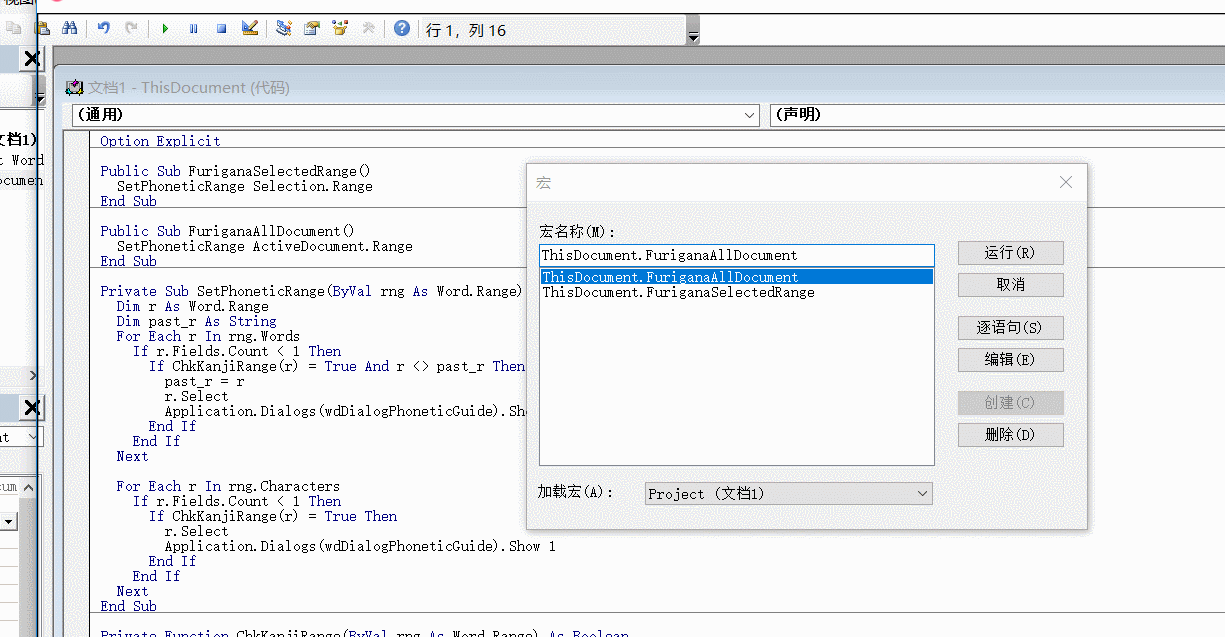 视图
行 1，列 16
文档1 - ThisDocument (代码)
(通用)
(声明)
文档1)
t Word
ocumen
nt
cum
Option Explicit
Public Sub FuriganaSelectedRange()
SetPhoneticRange Selection.Range
End Sub
Public Sub FuriganaAllDocument()
SetPhoneticRange ActiveDocument.Range
End Sub
Private Sub SetPhoneticRange(ByVal rng As Word.Range)
Dim r As Word.Range
Dim past_r As String
For Each r In rng.Words
If r.Fields.Count < 1 Then
If ChkKanjiRange(r) = True And r <> past_r Then
past_r = r
r.Select
Application.Dialogs(wdDialogPhoneticGuide).Sho
End If
End If
Next
For Each r In rng.Characters
If r.Fields.Count < 1 Then
If ChkKanjiRange(r) = True Then
r.Select
Application.Dialogs(wdDialogPhoneticGuide).Show 1
End If
End If
Next
End Sub
Private Function ChkKanjiRange(ByVal rng As Word.Range) As Boolean
宏
宏名称(M)：
ThisDocument.FuriganaAllDocument
ThisDocument.FuriganaAllDocument
ThisDocument.FuriganaSelectedRange
运行(R)
取消
逐语句(S)
编辑(E)
创建(C)
删除(D)
加载宏(A)：
Project (文档1)